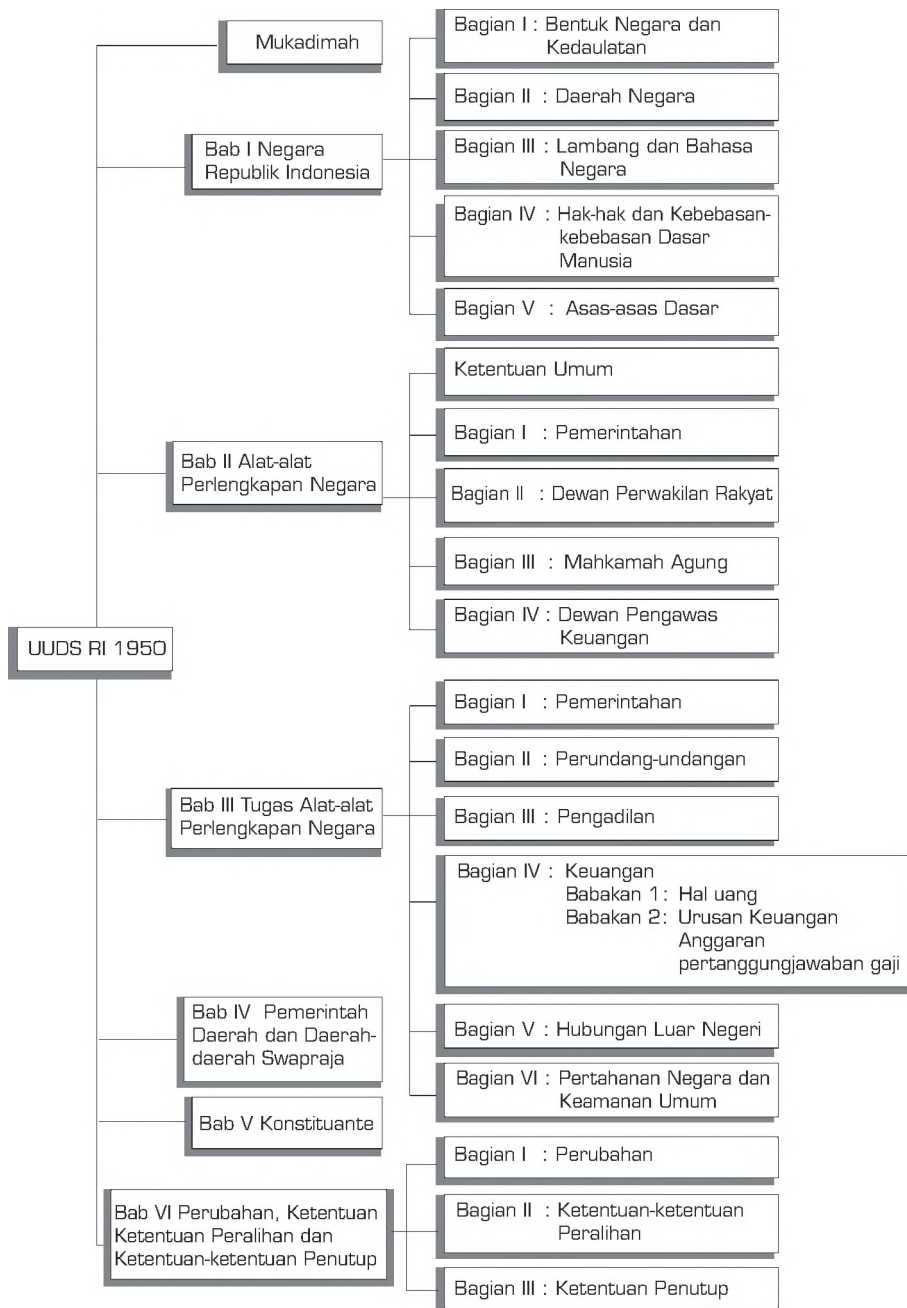 UUDS RI 1950
Mukadimah
Bab I Negara
Republik Indonesia
Bagian I : Bentuk Negara dan
Kedaulatan
Bagian II : Daerah Negara
Bagian III : Lambang dan Bahasa
Negara
Bagian IV : Hak-hak dan Kebebasan-
kebebasan Dasar
Manusia
Bagian V : Asas-asas Dasar
Bab II Alat-alat
Perlengkapan Negara
Ketentuan Umum
Bagian I : Pemerintahan
Bagian II : Dewan Perwakilan Rakyat
Bagian III : Mahkamah Agung
Bagian IV : Dewan Pengawas
Keuangan
Bab III Tugas Alat-alat
Perlengkapan Negara
Bagian I : Pemerintahan
Bagian II : Perundang-undangan
Bagian III : Pengadilan
Bagian IV : Keuangan
Babakan 1: Hal uang
Babakan 2: Urusan Keuangan
Anggaran
pertanggungjawaban gaji
Bagian V : Hubungan Luar Negeri
Bagian VI : Pertahanan Negara dan
Keamanan Umum
Bab IV Pemerintah
Daerah dan Daerah-
daerah Swapraja
Bab V Konstituante
Bab VI Perubahan, Ketentuan
Ketentuan Peralihan dan
Ketentuan-ketentuan Penutup
Bagian I : Perubahan
Bagian II : Ketentuan-ketentuan
Peralihan
Bagian III : Ketentuan Penutup